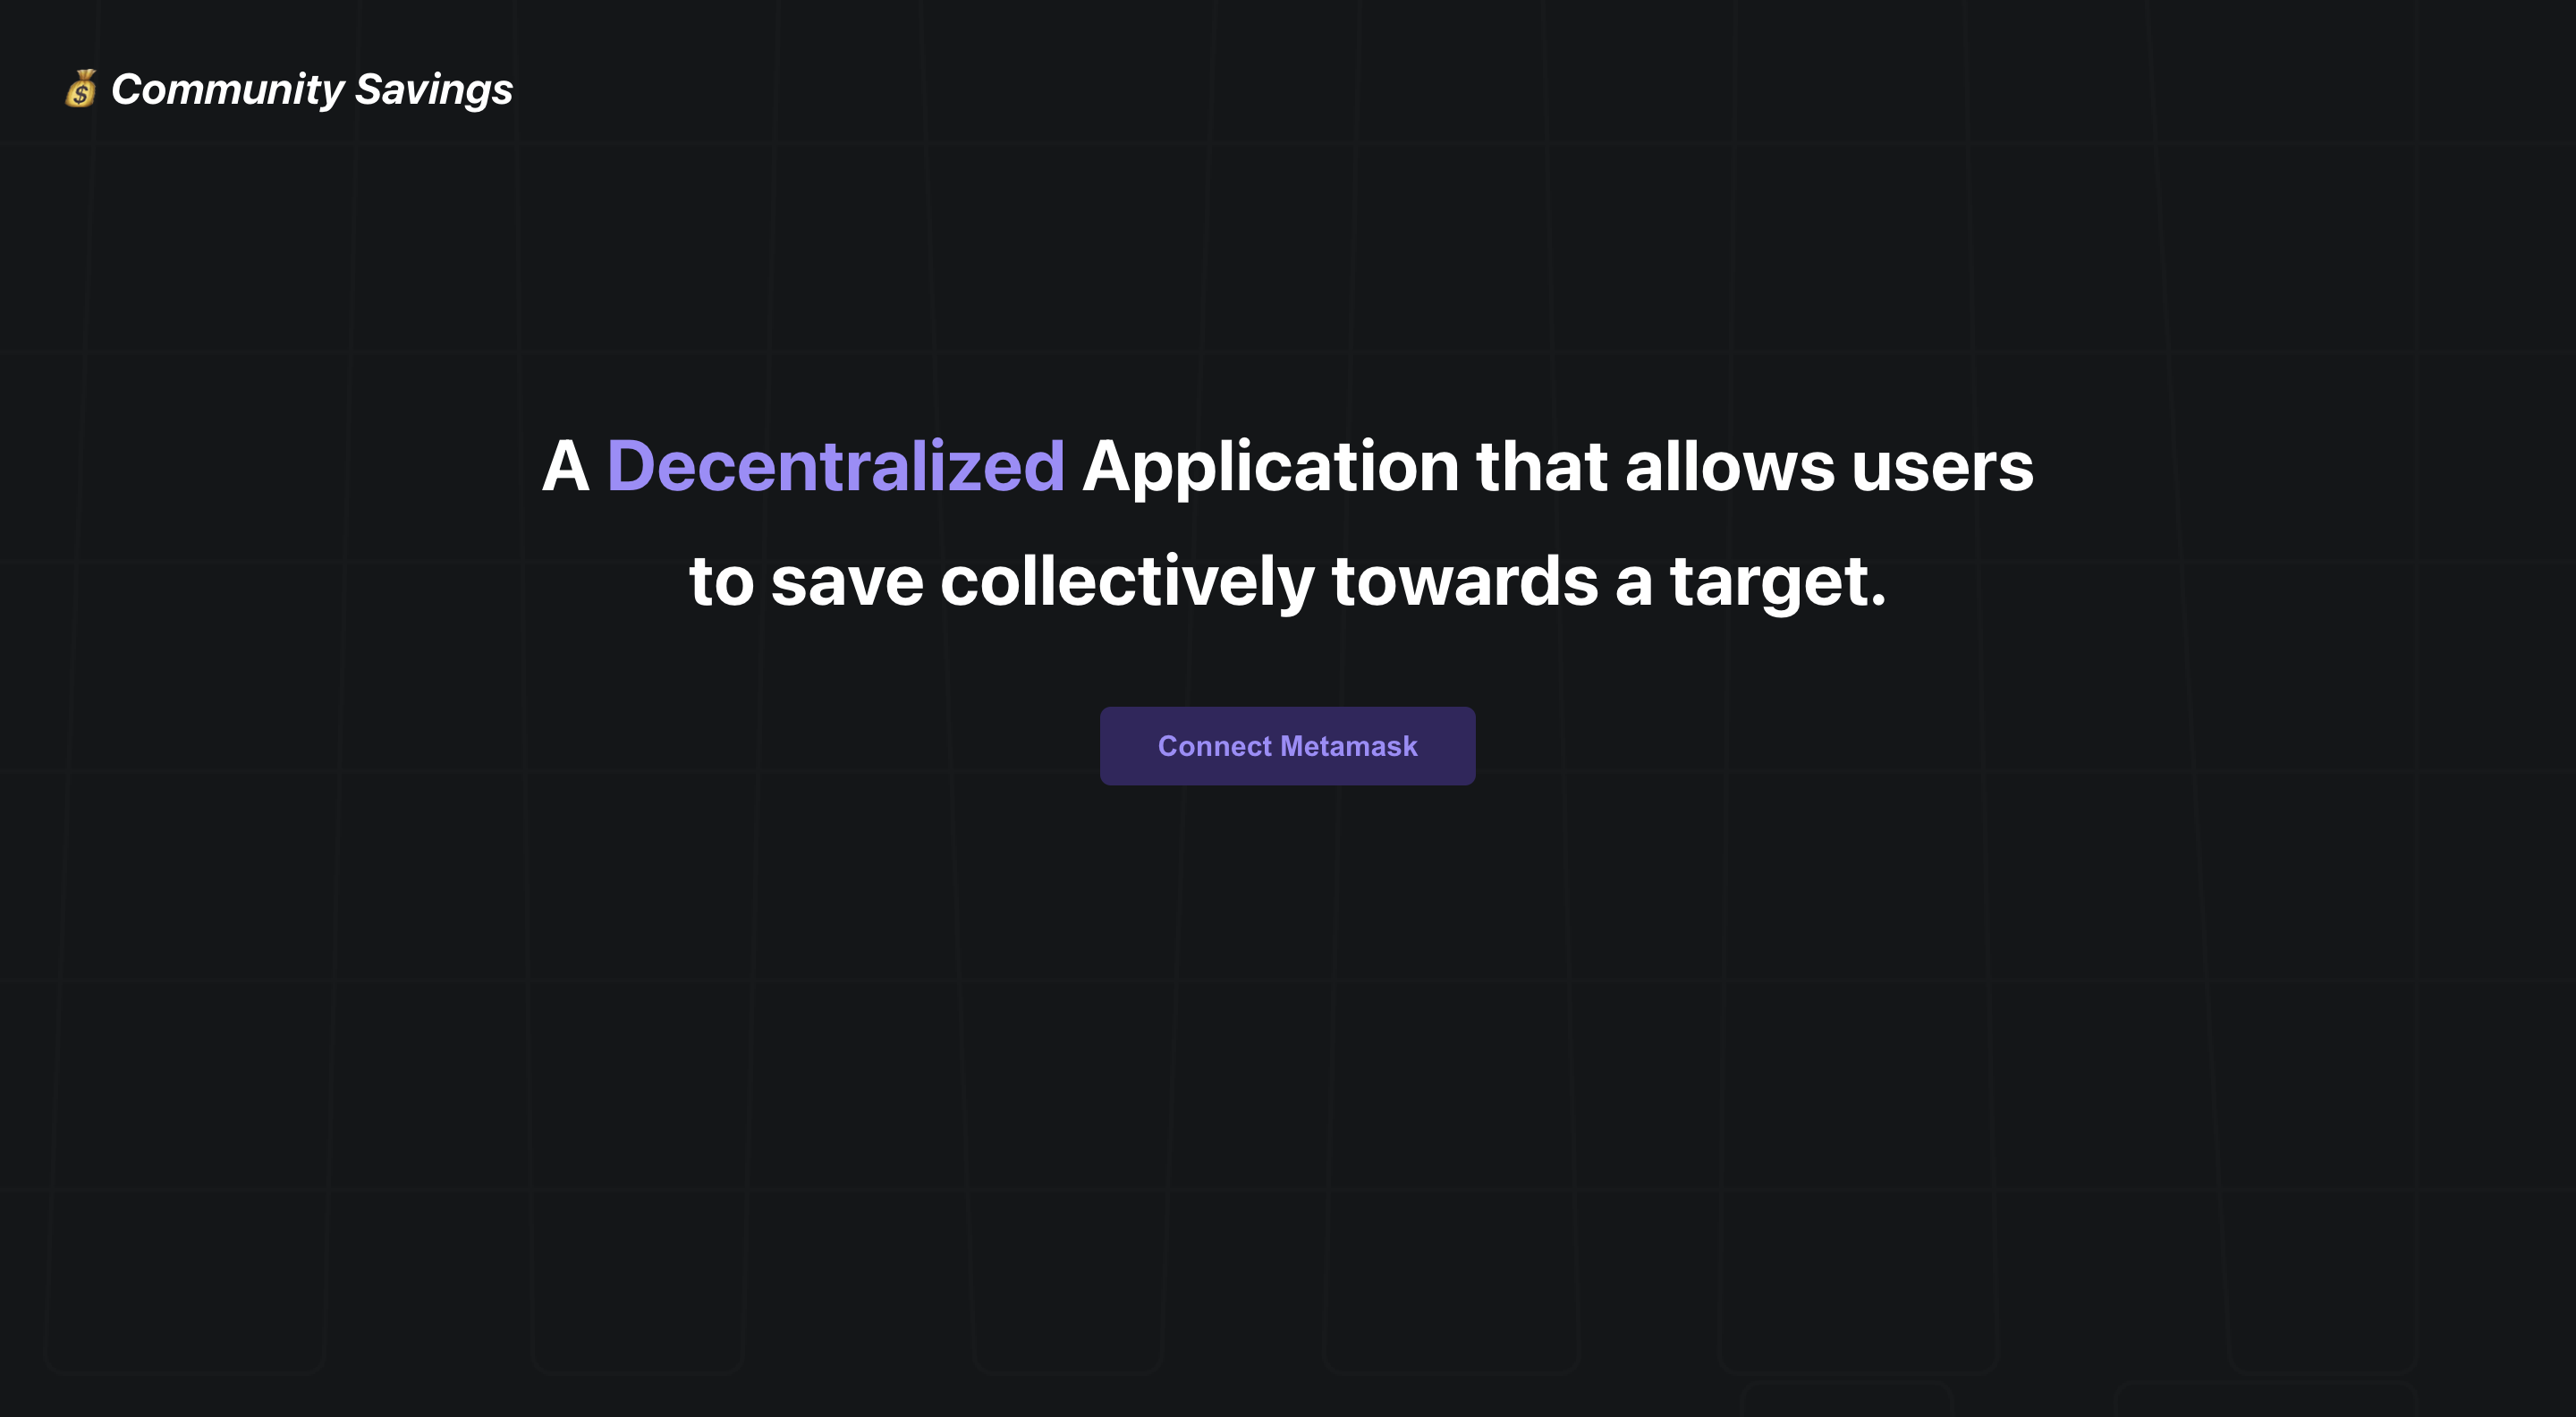 💰 Community Savings
A Decentralized Application that allows users
to save collectively towards a target.
Connect Metamask